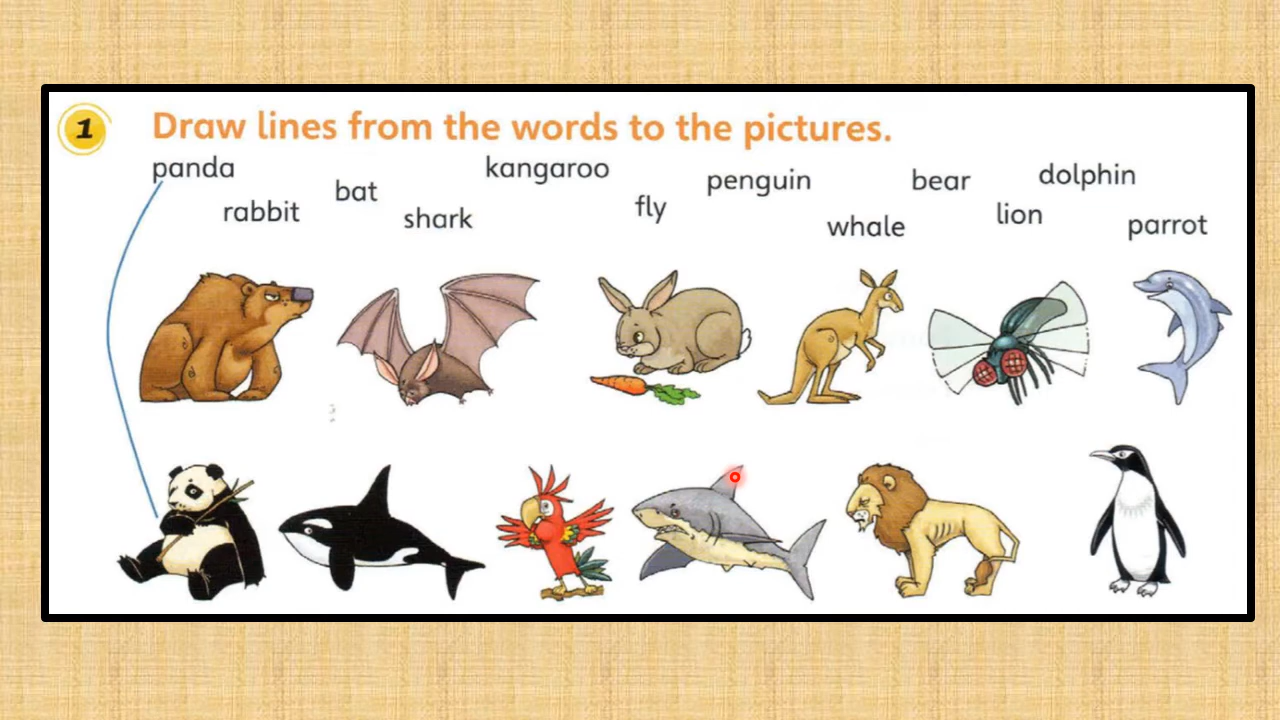 1 Draw lines from the words to the pictures.
panda kangaroo dolphin
bat penguin bear
rabbit shark fly lion
whale parrot